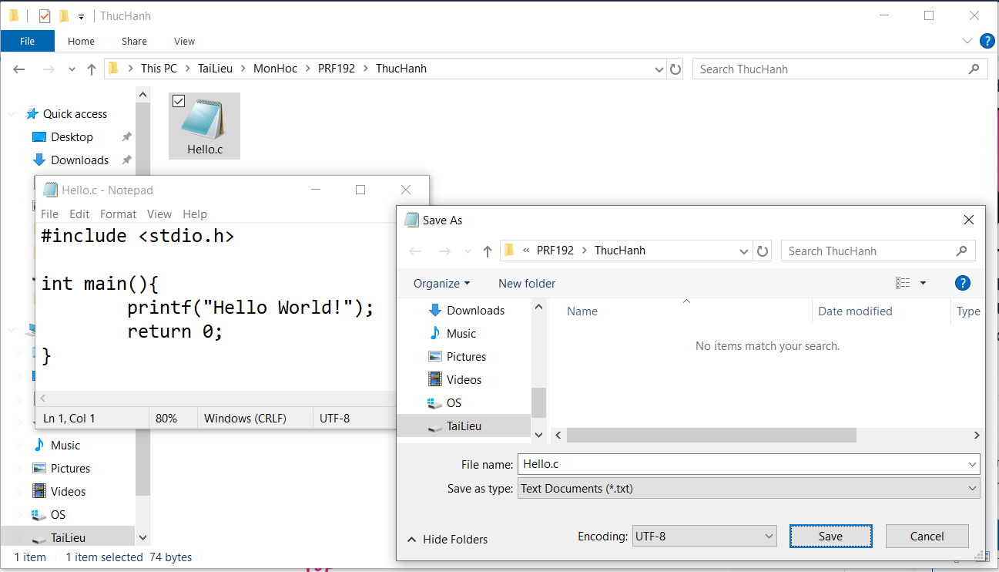 ThucHanh
File Home Share View
This PC TaiLieu MonHoc PRF192 ThucHanh
Search ThucHanh
Quick access
Desktop
Downloads
Hello.c
Hello.c - Notepad
File Edit Format View Help
#include <stdio.h>
int main(){
printf("Hello World!");
return 0;
}
Ln 1, Col 1 80% Windows (CRLF) UTF-8
Music
Pictures
Videos
OS
TaiLieu
1 item 1 item selected 74 bytes
Save As
« PRF192 ThucHanh
Search ThucHanh
Organize New folder
Downloads
Music
Pictures
Videos
OS
TaiLieu
Name Date modified Type
No items match your search.
File name: Hello.c
Save as type: Text Documents (*.txt)
Hide Folders Encoding: UTF-8 Save Cancel